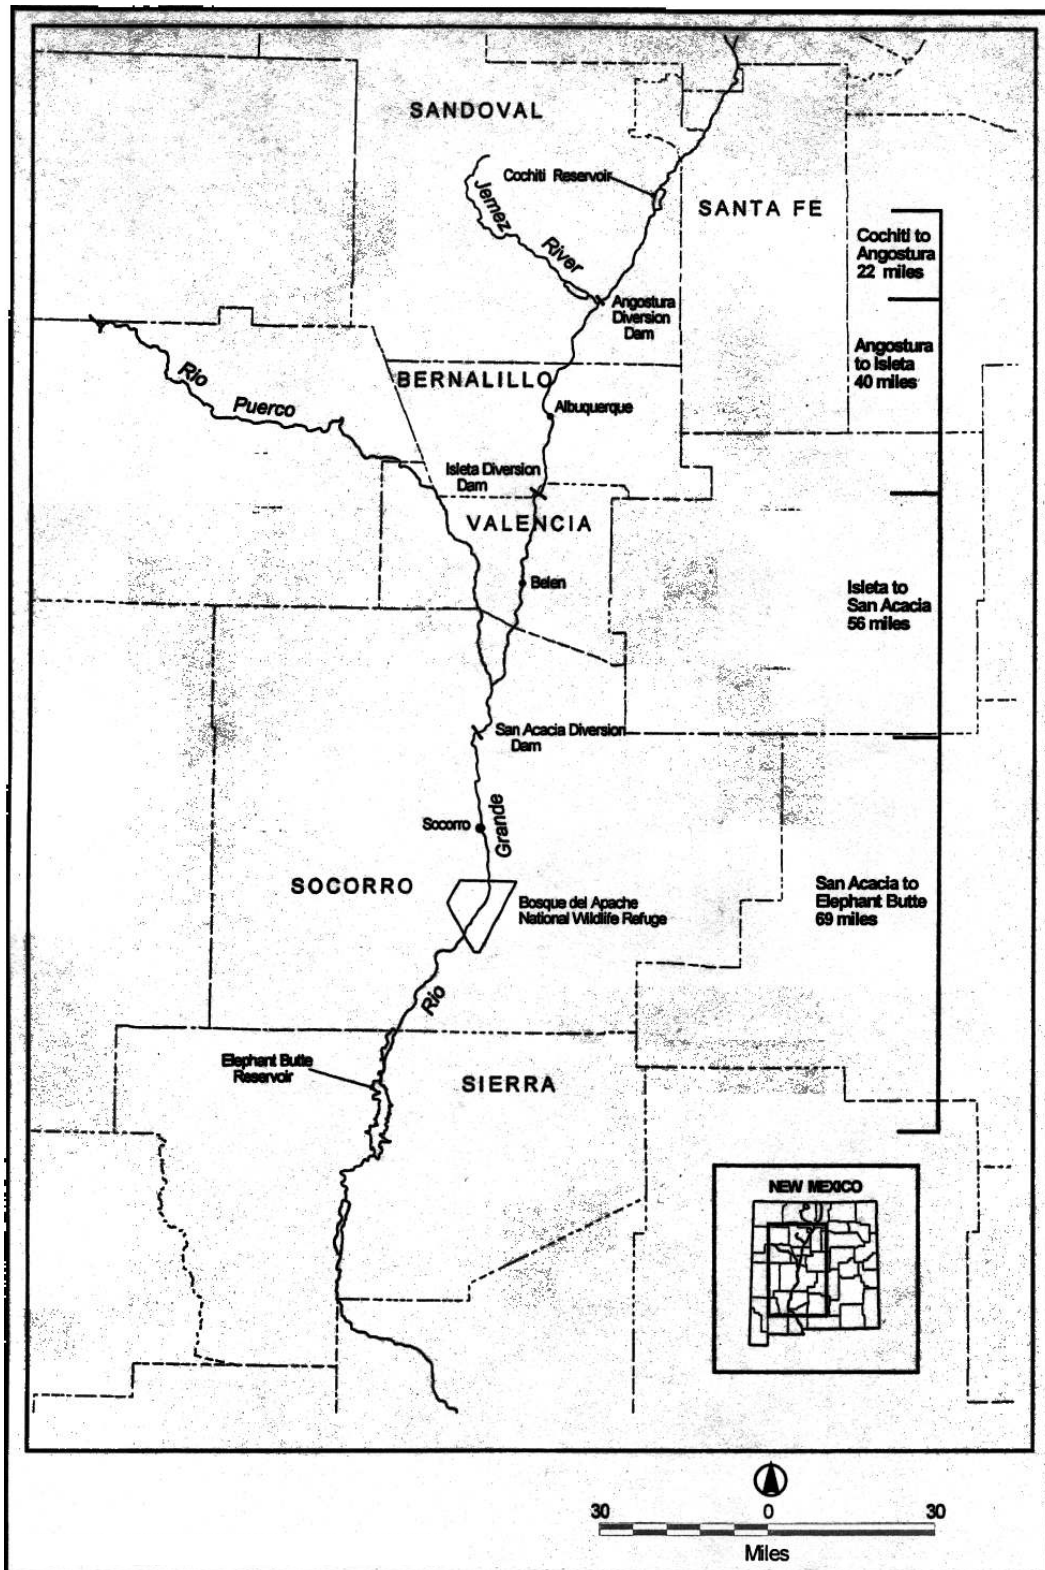 SANDOVAL
Cochiti Reservoir
SANTA FE
Jemez
River
Cochiti to
Angostura
22 miles
Angostura
Diversion
Dam
Angostura
to Isleta
40 miles
Rio
Puerco
BERNALILLO
Albuquerque
Isleta Diversion
Dam
VALENCIA
Belen
Isleta to
San Acacia
56 miles
San Acacia Diversion
Dam
Grande
Socorro
SOCORRO
Bosque del Apache
National Wildlife Refuge
San Acacia to
Elephant Butte
69 miles
Rio
Elephant Butte
Reservoir
SIERRA
NEW MEXICO
30 0 30
Miles